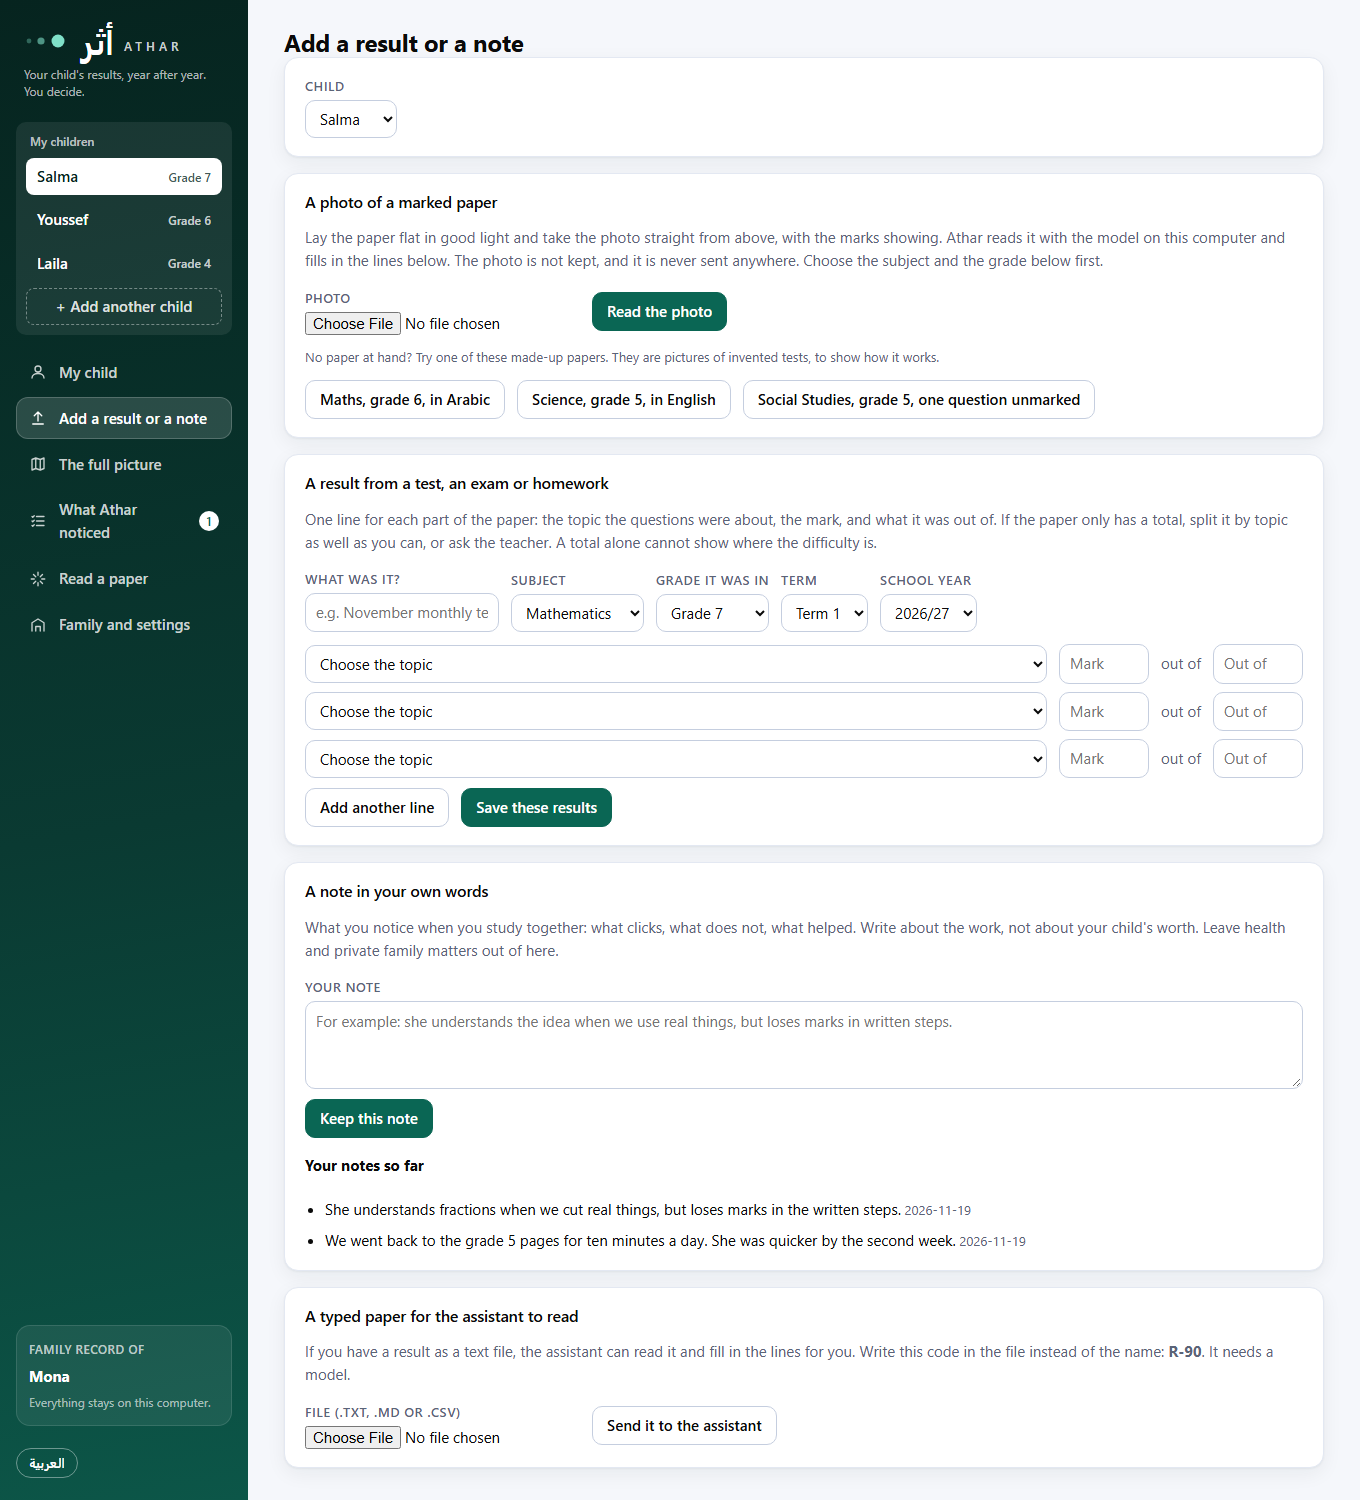 أثر ATHAR
Your child's results, year after year.
You decide.
My children
Salma Grade 7
Youssef Grade 6
Laila Grade 4
+ Add another child
My child
Add a result or a note
The full picture
What Athar
noticed 1
Read a paper
Family and settings
FAMILY RECORD OF
Mona
Everything stays on this computer.
العربية
Add a result or a note
CHILD
Salma
A photo of a marked paper
Lay the paper flat in good light and take the photo straight from above, with the marks showing. Athar reads it with the model on this computer and
fills in the lines below. The photo is not kept, and it is never sent anywhere. Choose the subject and the grade below first.
PHOTO
Choose File No file chosen Read the photo
No paper at hand? Try one of these made-up papers. They are pictures of invented tests, to show how it works.
Maths, grade 6, in Arabic Science, grade 5, in English Social Studies, grade 5, one question unmarked
A result from a test, an exam or homework
One line for each part of the paper: the topic the questions were about, the mark, and what it was out of. If the paper only has a total, split it by topic
as well as you can, or ask the teacher. A total alone cannot show where the difficulty is.
WHAT WAS IT? SUBJECT GRADE IT WAS IN TERM SCHOOL YEAR
e.g. November monthly te Mathematics Grade 7 Term 1 2026/27
Choose the topic Mark out of Out of
Choose the topic Mark out of Out of
Choose the topic Mark out of Out of
Add another line Save these results
A note in your own words
What you notice when you study together: what clicks, what does not, what helped. Write about the work, not about your child's worth. Leave health
and private family matters out of here.
YOUR NOTE
For example: she understands the idea when we use real things, but loses marks in written steps.
Keep this note
Your notes so far
She understands fractions when we cut real things, but loses marks in the written steps. 2026-11-19
We went back to the grade 5 pages for ten minutes a day. She was quicker by the second week. 2026-11-19
A typed paper for the assistant to read
If you have a result as a text file, the assistant can read it and fill in the lines for you. Write this code in the file instead of the name: R-90. It needs a
model.
FILE (.TXT, .MD OR .CSV)
Choose File No file chosen Send it to the assistant